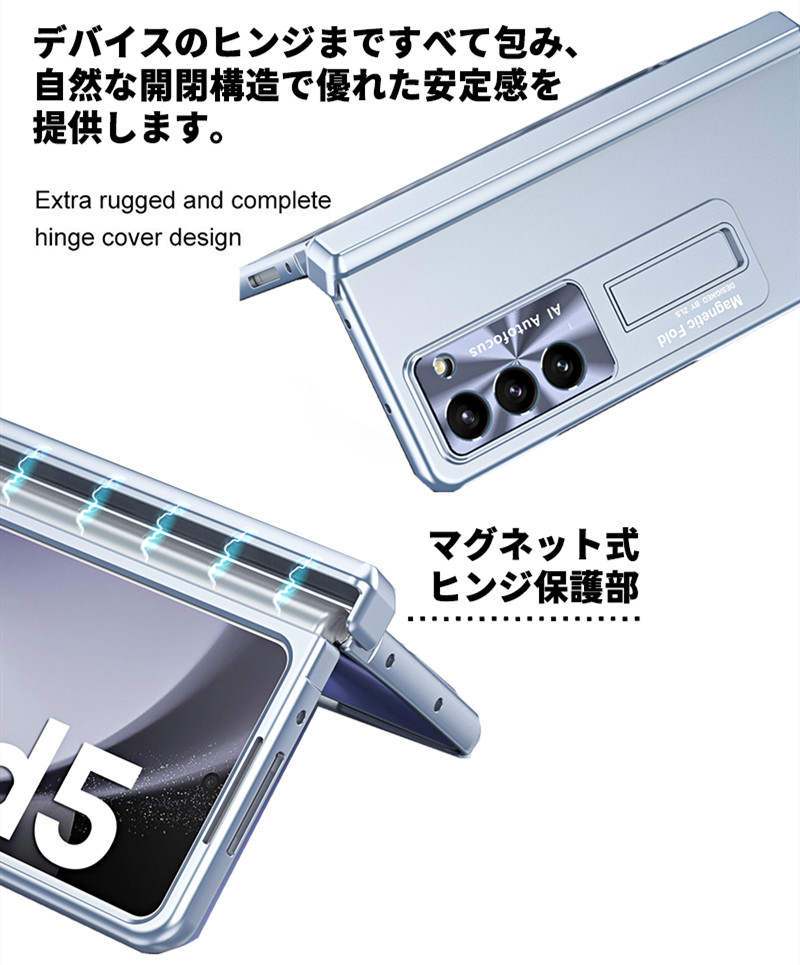 デバイスのヒンジまですべて包み、
自然な開閉構造で優れた安定感を
提供します。
Extra rugged and complete
hinge cover design
AI Autofocus
Magnetic Fold
DESIGNED BY ZLS
マグネット式
ヒンジ保護部
d5